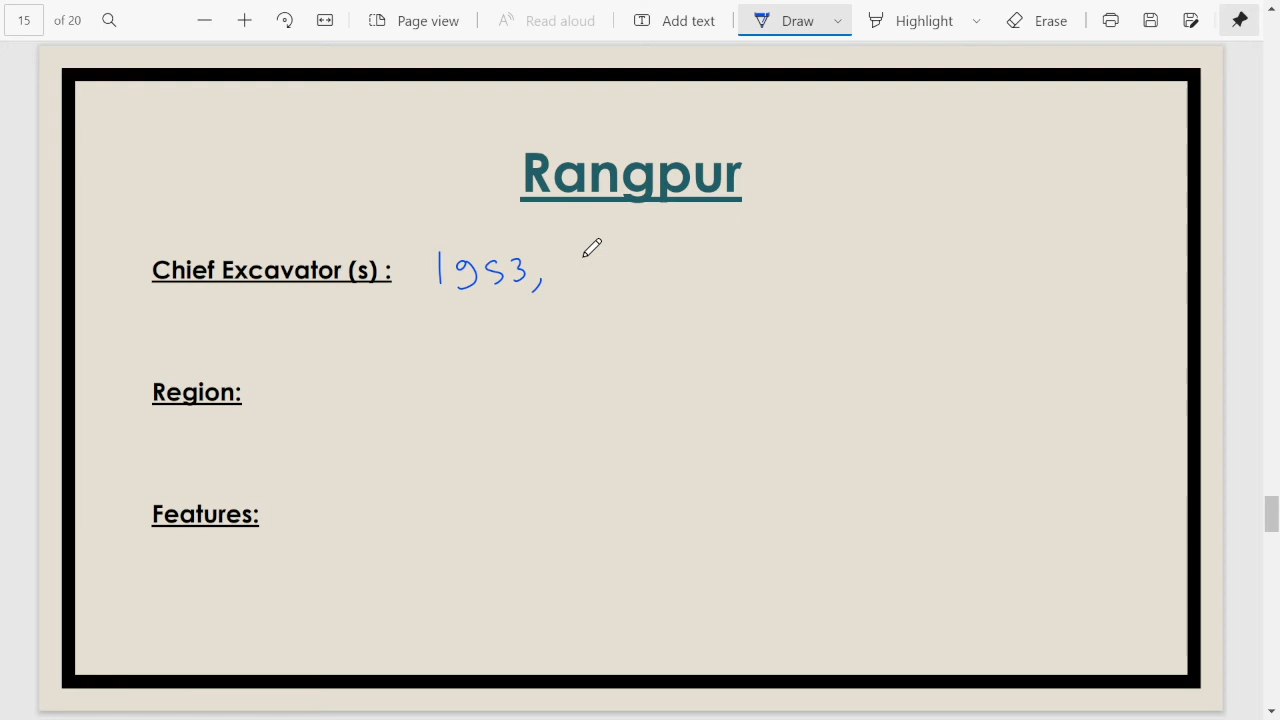 15 of 20 Page view Read aloud Add text Draw Highlight Erase
Rangpur
Chief Excavator (s) : 1953,
Region:
Features: